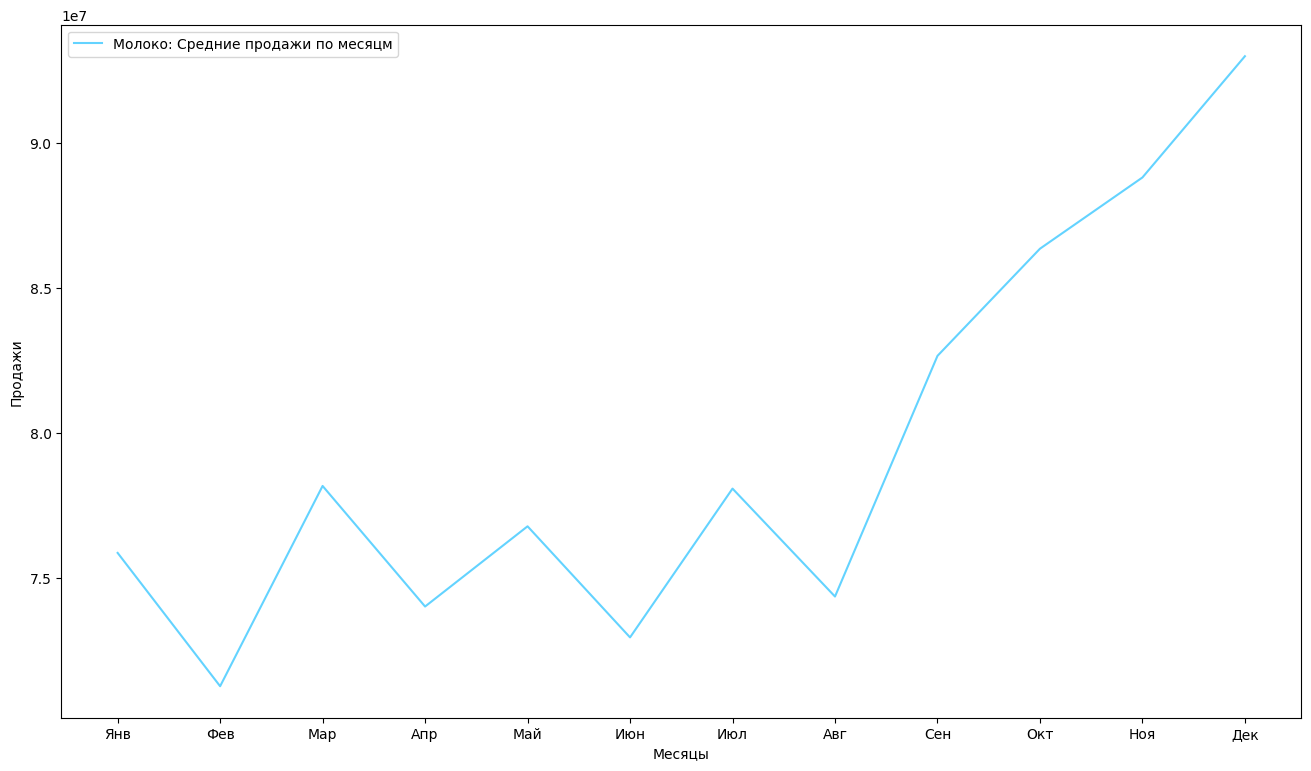 1e7
Молоко: Средние продажи по месяцм
9.0
8.5
8.0
7.5
Продажи
Янв Фев Мар Апр Май Июн Июл Авг Сен Окт Ноя Дек
Месяцы